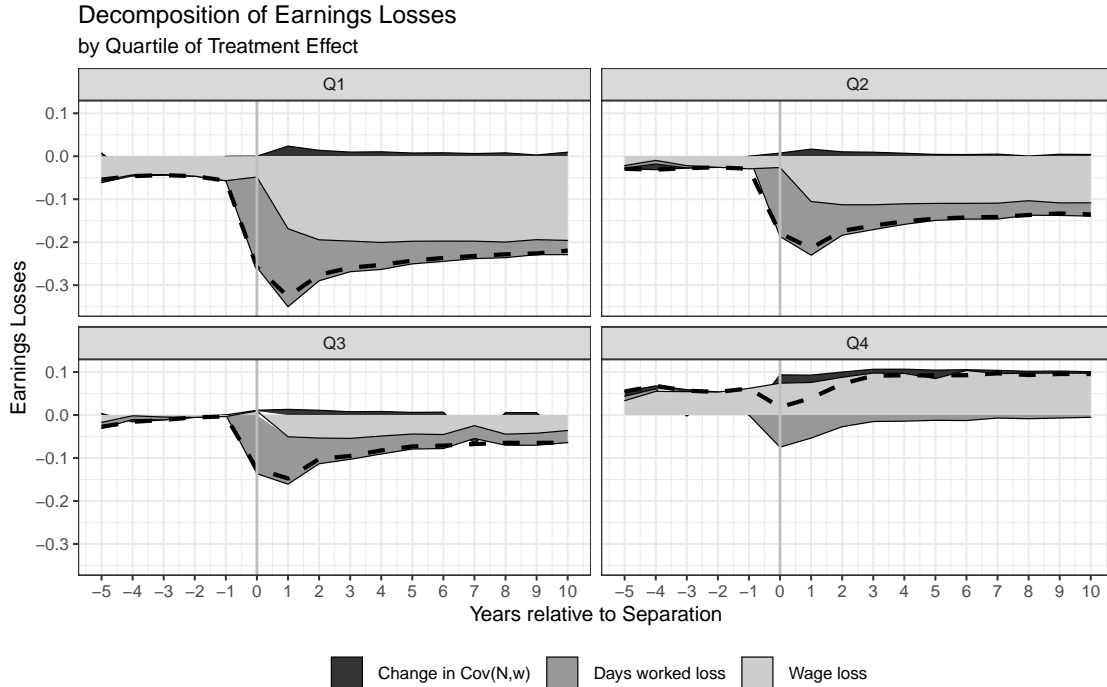 Decomposition of Earnings Losses
by Quartile of Treatment Effect
Q1
Q2
0.1
0.0
−0.1
−0.2
−0.3
Q3
Q4
0.1
0.0
−0.1
−0.2
−0.3
Earnings Losses
−5 −4 −3 −2 −1 0 1 2 3 4 5 6 7 8 9 10
−5 −4 −3 −2 −1 0 1 2 3 4 5 6 7 8 9 10
Years relative to Separation
Change in Cov(N,w) Days worked loss Wage loss